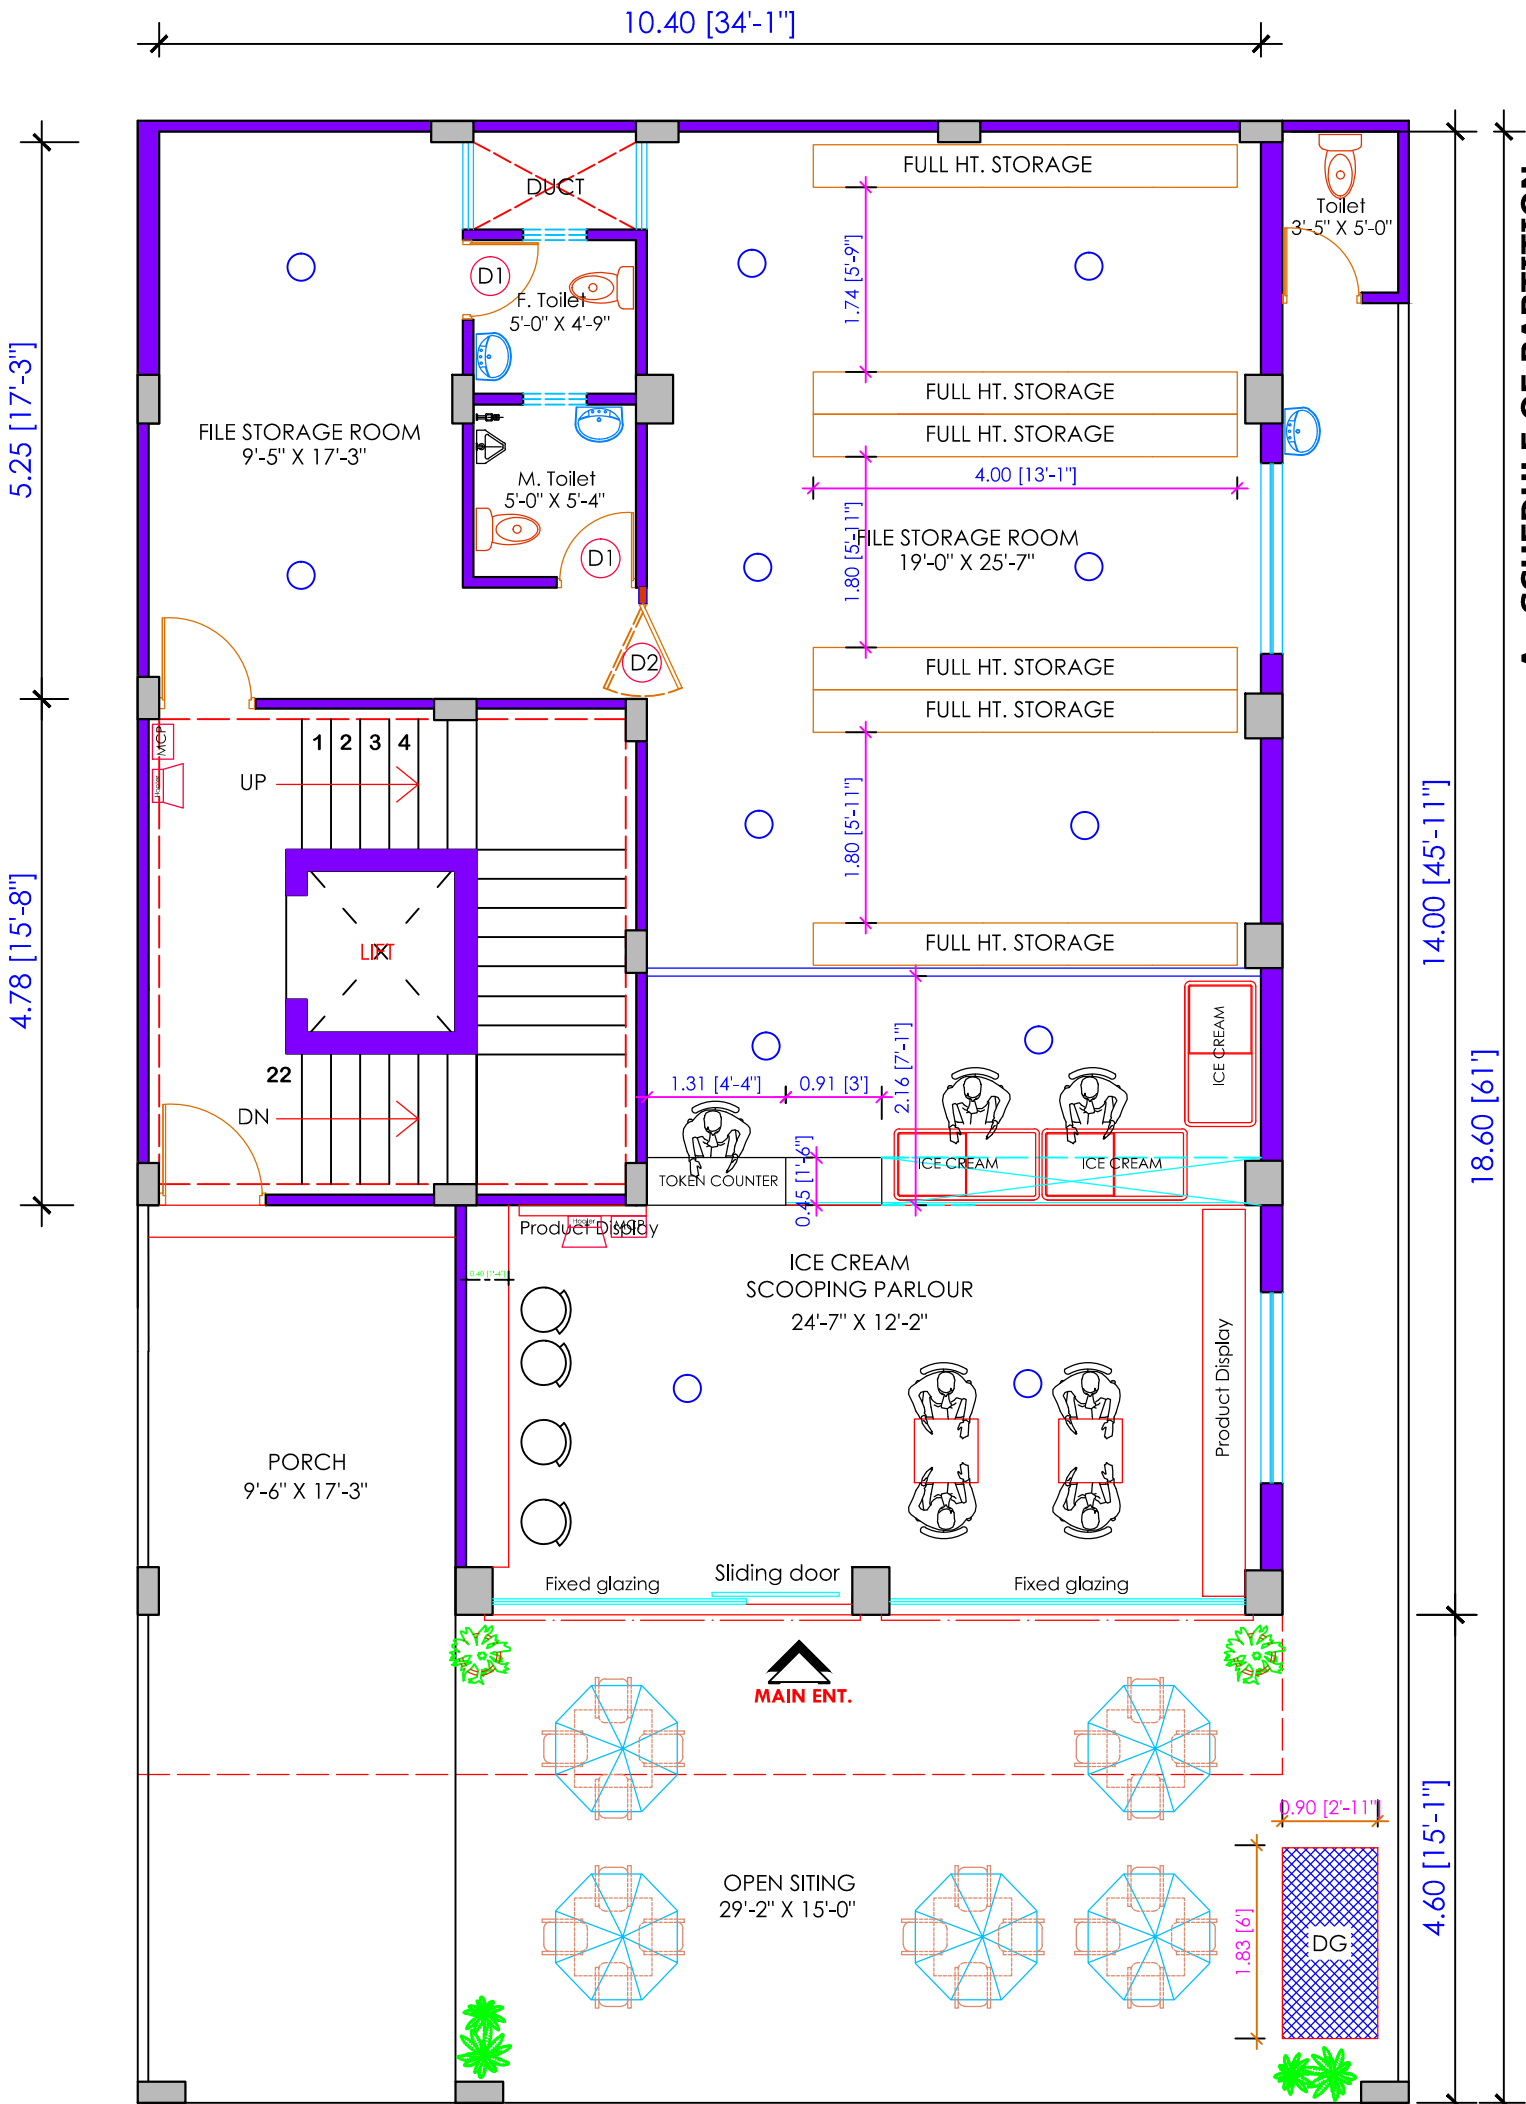 10.40 [34'-1"]
FULL HT. STORAGE
DUCT
Toilet
3'-5" X 5'-0"
1.74 [5'-9"]
D1
F. Toilet
5'-0" X 4'-9"
5.25 [17'-3"]
FULL HT. STORAGE
FULL HT. STORAGE
FILE STORAGE ROOM
9'-5" X 17'-3"
4.00 [13'-1"]
M. Toilet
5'-0" X 5'-4"
D1
1.80 [5'-11"]
FILE STORAGE ROOM
19'-0" X 25'-7"
D2
FULL HT. STORAGE
FULL HT. STORAGE
MCP
Hooter
1 2 3 4
UP
1.80 [5'-11"]
14.00 [45'-11"]
4.78 [15'-8"]
LIFT
FULL HT. STORAGE
22
DN
1.31 [4'-4"]
0.91 [3']
2.16 [7'-1"]
ICE CREAM
18.60 [61']
TOKEN COUNTER
0.45 [1'-6"]
ICE CREAM
ICE CREAM
Product Display
Hooter
MCP
0.40 [1'-4"]
ICE CREAM
SCOOPING PARLOUR
24'-7" X 12'-2"
Product Display
PORCH
9'-6" X 17'-3"
Fixed glazing
Sliding door
Fixed glazing
MAIN ENT.
0.90 [2'-11"]
4.60 [15'-1"]
OPEN SITING
29'-2" X 15'-0"
1.83 [6']
DG